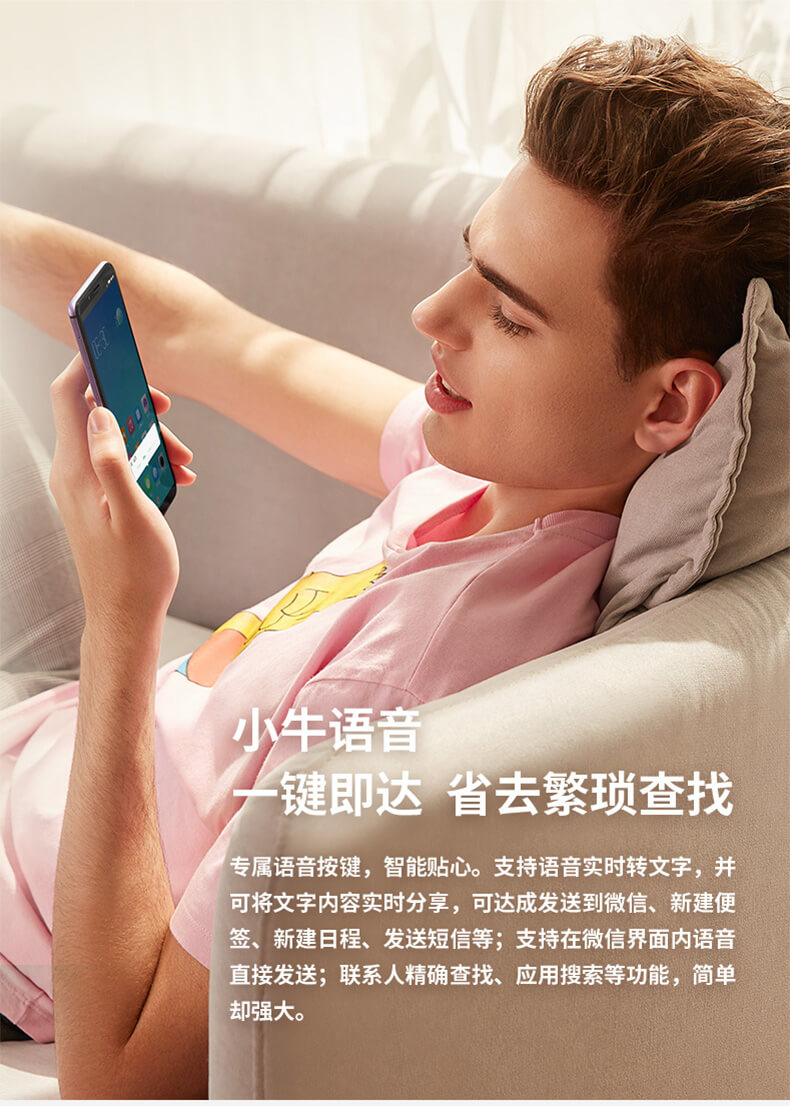 小牛语音
一键即达 省去繁琐查找
专属语音按键，智能贴心。支持语音实时转文字，并
可将文字内容实时分享，可达成发送到微信、新建便
签、新建日程、发送短信等；支持在微信界面内语音
直接发送；联系人精确查找、应用搜索等功能，简单
却强大。